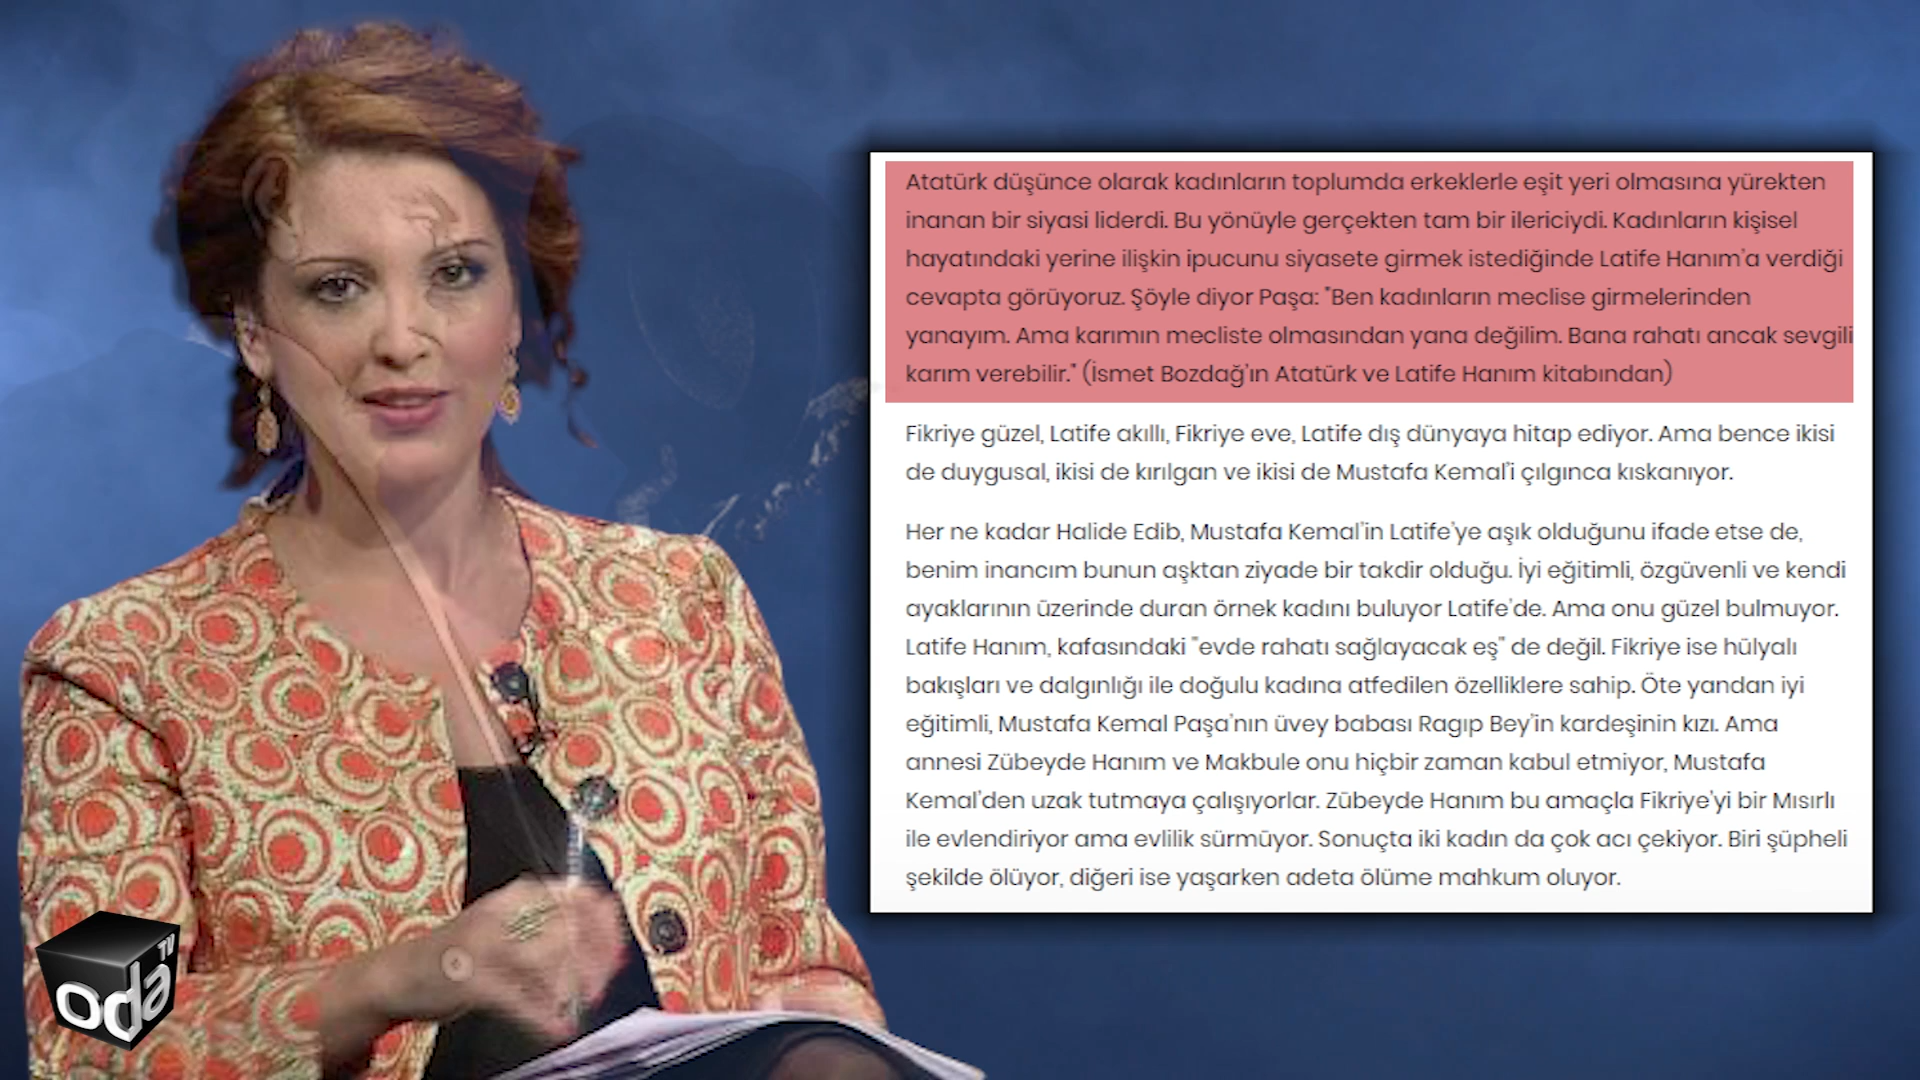 Atatürk düşünce olarak kadınların toplumda erkeklerle eşit yeri olmasına yürekten
inanan bir siyasi liderdi. Bu yönüyle gerçekten tam bir ilericiydi. Kadınların kişisel
hayatındaki yerine ilişkin ipucunu siyasete girmek istediğinde Latife Hanım'a verdiği
cevapta görüyoruz. Şöyle diyor Paşa: "Ben kadınların meclise girmelerinden
yanayım. Ama karımın mecliste olmasından yana değilim. Bana rahatı ancak sevgili
karım verebilir." (İsmet Bozdağ'ın Atatürk ve Latife Hanım kitabından)
Fikriye güzel, Latife akıllı, Fikriye eve, Latife dış dünyaya hitap ediyor. Ama bence ikisi
de duygusal, ikisi de kırılgan ve ikisi de Mustafa Kemal'i çılgınca kıskanıyor.
Her ne kadar Halide Edib, Mustafa Kemal'in Latife'ye aşık olduğunu ifade etse de,
benim inancım bunun aşktan ziyade bir takdir olduğu. İyi eğitimli, özgüvenli ve kendi
ayaklarının üzerinde duran örnek kadını buluyor Latife'de. Ama onu güzel bulmuyor.
Latife Hanım, kafasındaki "evde rahatı sağlayacak eş" de değil. Fikriye ise hülyalı
bakışları ve dalgınlığı ile doğulu kadına atfedilen özelliklere sahip. Öte yandan iyi
eğitimli, Mustafa Kemal Paşa'nın üvey babası Ragıp Bey'in kardeşinin kızı. Ama
annesi Zübeyde Hanım ve Makbule onu hiçbir zaman kabul etmiyor, Mustafa
Kemal'den uzak tutmaya çalışıyorlar. Zübeyde Hanım bu amaçla Fikriye'yi bir Mısırlı
ile evlendiriyor ama evlilik sürmüyor. Sonuçta iki kadın da çok acı çekiyor. Biri şüpheli
şekilde ölüyor, diğeri ise yaşarken adeta ölüme mahkum oluyor.
oda TV